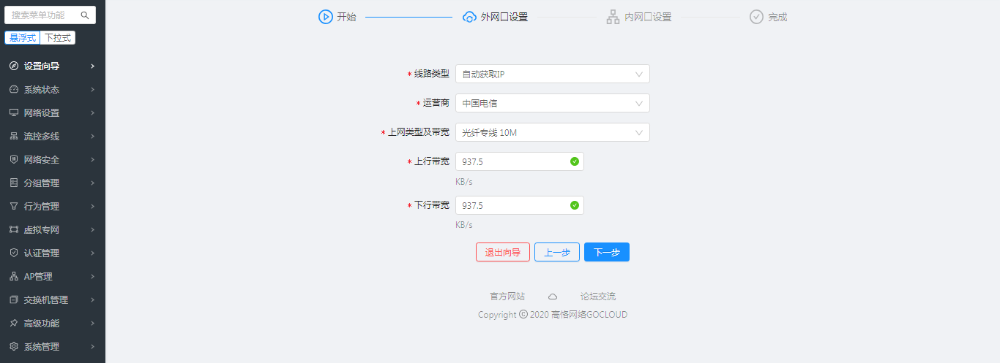 搜索菜单功能
悬浮式 下拉式
设置向导
系统状态
网络设置
流控多线
网络安全
分组管理
行为管理
虚拟专网
认证管理
AP管理
交换机管理
高级功能
系统管理
开始 外网口设置 内网口设置 完成
* 线路类型 自动获取IP
* 运营商 中国电信
* 上网类型及带宽 光纤专线 10M
* 上行带宽 937.5
KB/s
* 下行带宽 937.5
KB/s
退出向导 上一步 下一步
官方网站 论坛交流
Copyright © 2020 高恪网络GOCLOUD